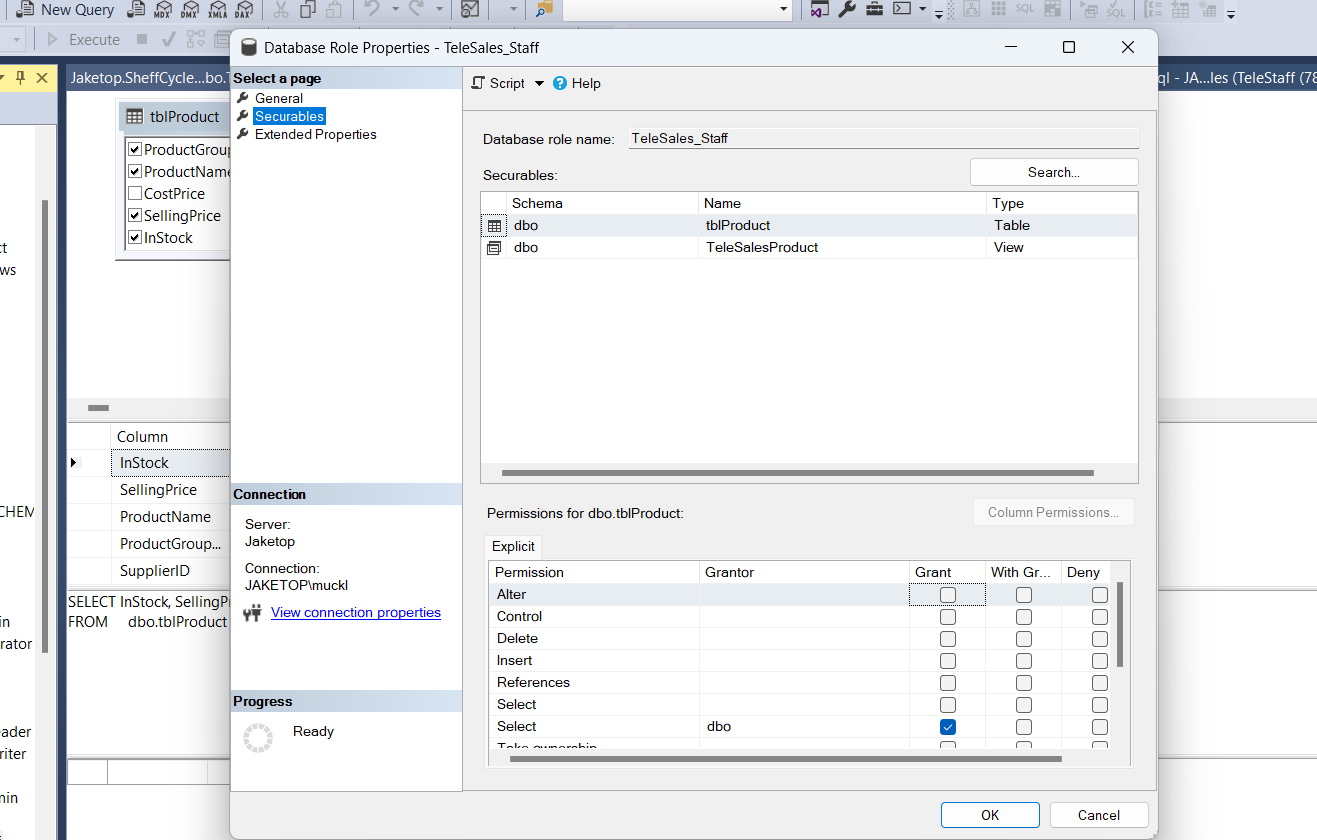 New Query
MDX
DMX
XMLA
DAX
SQL
SQL
Execute
Jaketop.SheffCycle...bo.T
ql - JA...les (TeleStaff (78
Database Role Properties - TeleSales_Staff
tblProduct
ProductGroup
ProductName
CostPrice
SellingPrice
InStock
Column
InStock
SellingPrice
ProductName
ProductGroup...
SupplierID
SELECT InStock, SellingPr
FROM dbo.tblProduct
ct
ws
CHEM
in
rator
eader
riter
min
Select a page
General
Securables
Extended Properties
Connection
Server:
Jaketop
Connection:
JAKETOP\muckl
View connection properties
Progress
Ready
Script
Help
Database role name: TeleSales_Staff
Securables:
Search...
Schema Name Type
dbo tblProduct Table
dbo TeleSalesProduct View
Permissions for dbo.tblProduct:
Column Permissions...
Explicit
Permission Grantor Grant With Gr... Deny
Alter
Control
Delete
Insert
References
Select
Select dbo
Take ownership
OK
Cancel